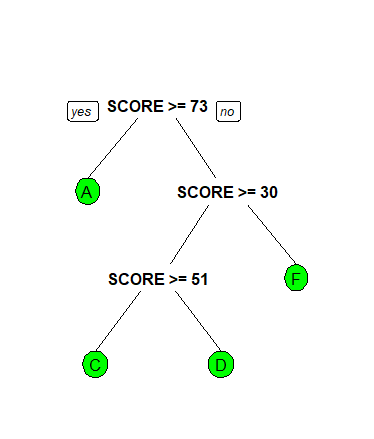 yes SCORE >= 73 no
A
SCORE >= 30
SCORE >= 51
F
C D